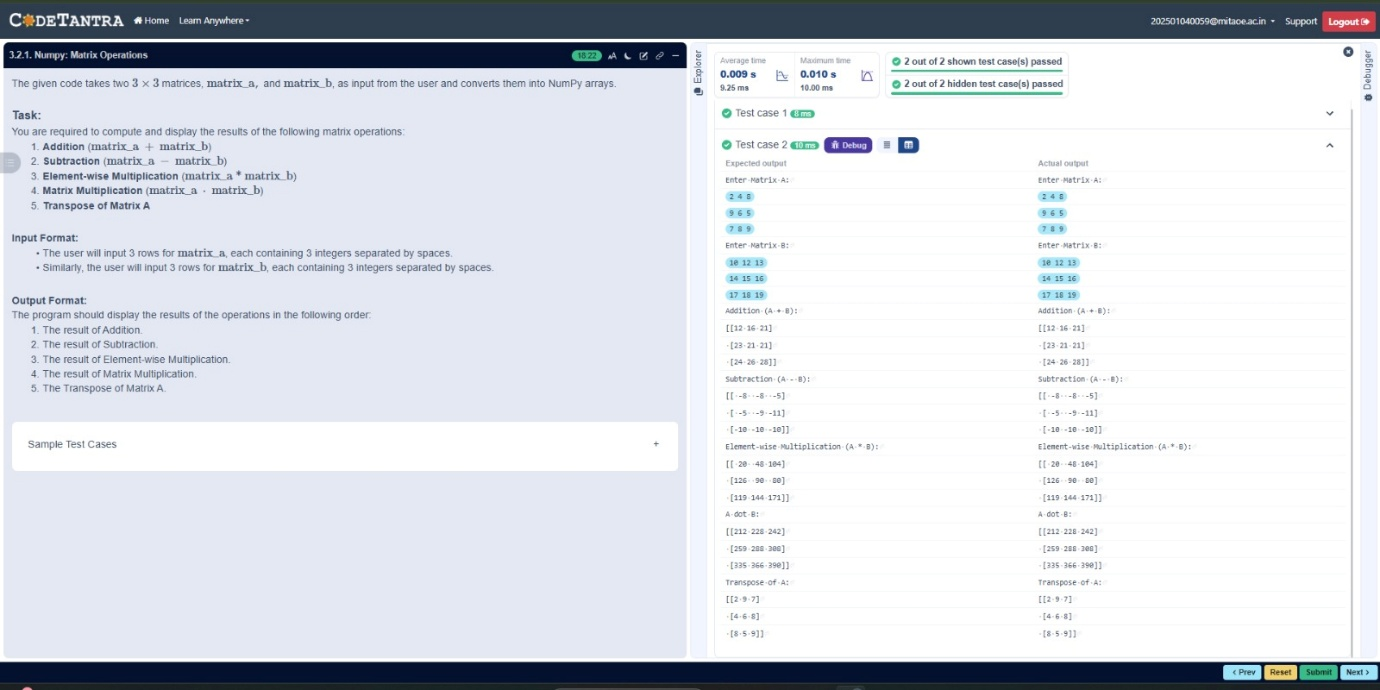 CODETANTRA Home Learn Anywhere 202501040059@mitaoe.ac.in Support Logout
3.2.1. Numpy: Matrix Operations 18:22 AA
The given code takes two 3 × 3 matrices, matrix_a, and matrix_b, as input from the user and converts them into NumPy arrays.
Task:
You are required to compute and display the results of the following matrix operations:
1. Addition (matrix_a + matrix_b)
2. Subtraction (matrix_a − matrix_b)
3. Element-wise Multiplication (matrix_a * matrix_b)
4. Matrix Multiplication (matrix_a · matrix_b)
5. Transpose of Matrix A
Input Format:
• The user will input 3 rows for matrix_a, each containing 3 integers separated by spaces.
• Similarly, the user will input 3 rows for matrix_b, each containing 3 integers separated by spaces.
Output Format:
The program should display the results of the operations in the following order:
1. The result of Addition.
2. The result of Subtraction.
3. The result of Element-wise Multiplication.
4. The result of Matrix Multiplication.
5. The Transpose of Matrix A.
Sample Test Cases +
Explorer
Average time
0.009 s
9.25 ms
Maximum time
0.010 s
10.00 ms
2 out of 2 shown test case(s) passed
2 out of 2 hidden test case(s) passed
Debugger
Test case 1 8 ms
Test case 2 10 ms Debug
Expected output
Enter·Matrix·A:
2 4 8
9 6 5
7 8 9
Enter·Matrix·B:
10 12 13
14 15 16
17 18 19
Addition·(A·+·B):
[[12·16·21]
·[23·21·21]
·[24·26·28]]
Subtraction·(A·-·B):
[[·-8··-8··-5]
·[·-5··-9·-11]
·[-10·-10·-10]]
Element-wise·Multiplication·(A·*·B):
[[·20··48·104]
·[126··90··80]
·[119·144·171]]
A·dot·B:
[[212·228·242]
·[259·288·308]
·[335·366·390]]
Transpose·of·A:
[[2·9·7]
·[4·6·8]
·[8·5·9]]
Actual output
Enter·Matrix·A:
2 4 8
9 6 5
7 8 9
Enter·Matrix·B:
10 12 13
14 15 16
17 18 19
Addition·(A·+·B):
[[12·16·21]
·[23·21·21]
·[24·26·28]]
Subtraction·(A·-·B):
[[·-8··-8··-5]
·[·-5··-9·-11]
·[-10·-10·-10]]
Element-wise·Multiplication·(A·*·B):
[[·20··48·104]
·[126··90··80]
·[119·144·171]]
A·dot·B:
[[212·228·242]
·[259·288·308]
·[335·366·390]]
Transpose·of·A:
[[2·9·7]
·[4·6·8]
·[8·5·9]]
< Prev Reset Submit Next >